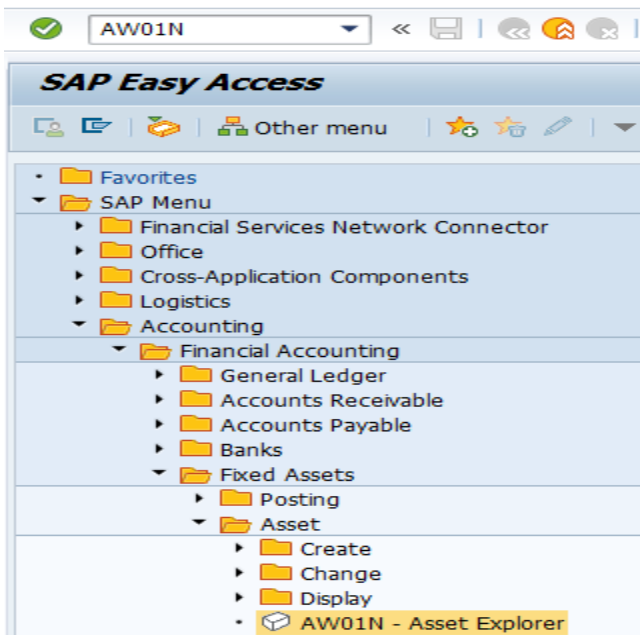 AW01N
SAP Easy Access
Other menu
Favorites
SAP Menu
Financial Services Network Connector
Office
Cross-Application Components
Logistics
Accounting
Financial Accounting
General Ledger
Accounts Receivable
Accounts Payable
Banks
Fixed Assets
Posting
Asset
Create
Change
Display
AW01N - Asset Explorer